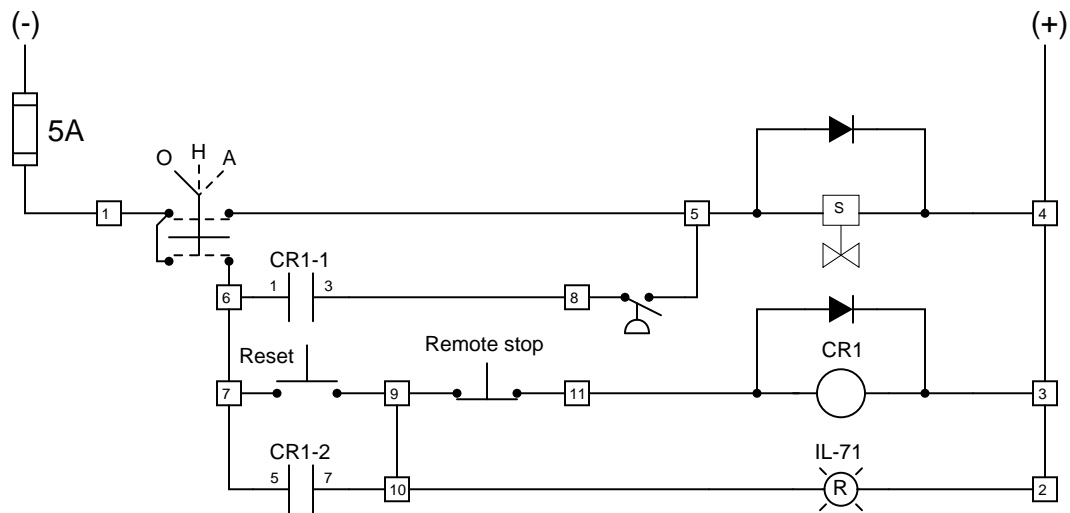 (-) (+)
5A
O H A
1 5 S 4
CR1-1
6 1 3 8
Reset Remote stop CR1
7 9 11 3
CR1-2 IL-71
5 7
10 R 2